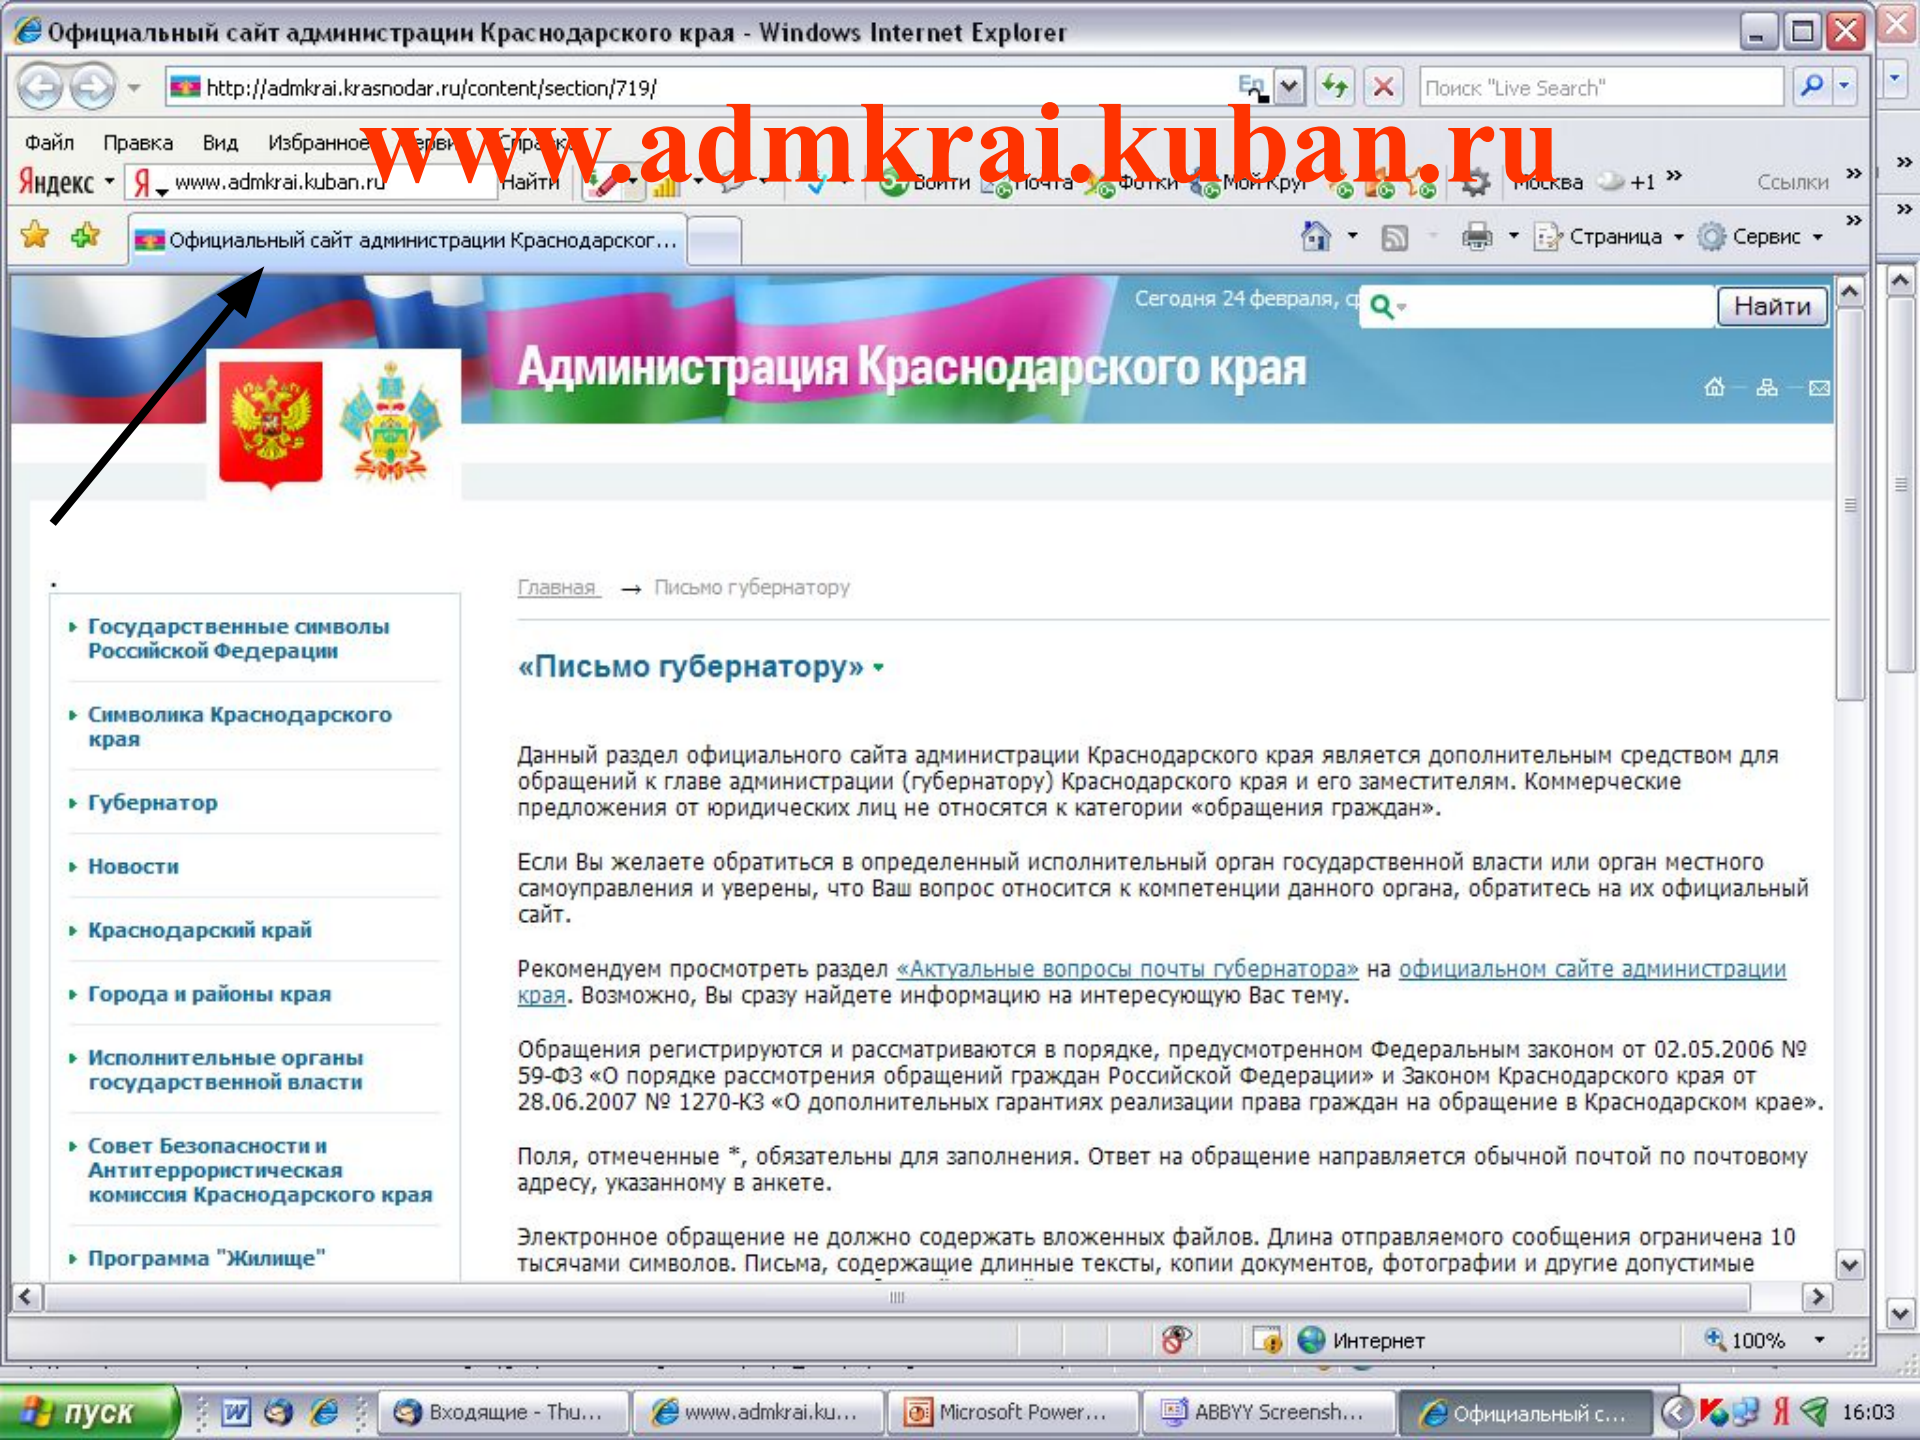 Официальный сайт администрации Краснодарского края - Windows Internet Explorer
http://admkrai.krasnodar.ru/content/section/719/
Поиск "Live Search"
www.admkrai.kuban.ru
Файл Правка Вид Избранное Сервис Справка
Яндекс Я www.admkrai.kuban.ru Найти Войти Почта Фотки Мой Круг Москва +1 » Ссылки »
Официальный сайт администрации Краснодарског...
Страница Сервис »
Сегодня 24 февраля,
Найти
Администрация Краснодарского края
Главная → Письмо губернатору
Государственные символы
Российской Федерации
Символика Краснодарского
края
Губернатор
Новости
Краснодарский край
Города и районы края
Исполнительные органы
государственной власти
Совет Безопасности и
Антитеррористическая
комиссия Краснодарского края
Программа "Жилище"
«Письмо губернатору»
Данный раздел официального сайта администрации Краснодарского края является дополнительным средством для
обращений к главе администрации (губернатору) Краснодарского края и его заместителям. Коммерческие
предложения от юридических лиц не относятся к категории «обращения граждан».
Если Вы желаете обратиться в определенный исполнительный орган государственной власти или орган местного
самоуправления и уверены, что Ваш вопрос относится к компетенции данного органа, обратитесь на их официальный
сайт.
Рекомендуем просмотреть раздел «Актуальные вопросы почты губернатора» на официальном сайте администрации
края. Возможно, Вы сразу найдете информацию на интересующую Вас тему.
Обращения регистрируются и рассматриваются в порядке, предусмотренном Федеральным законом от 02.05.2006 №
59-ФЗ «О порядке рассмотрения обращений граждан Российской Федерации» и Законом Краснодарского края от
28.06.2007 № 1270-КЗ «О дополнительных гарантиях реализации права граждан на обращение в Краснодарском крае».
Поля, отмеченные *, обязательны для заполнения. Ответ на обращение направляется обычной почтой по почтовому
адресу, указанному в анкете.
Электронное обращение не должно содержать вложенных файлов. Длина отправляемого сообщения ограничена 10
тысячами символов. Письма, содержащие длинные тексты, копии документов, фотографии и другие допустимые
Интернет
100%
пуск
Входящие - Thu...
www.admkrai.ku...
Microsoft Power...
ABBYY Screensh...
Официальный с...
16:03